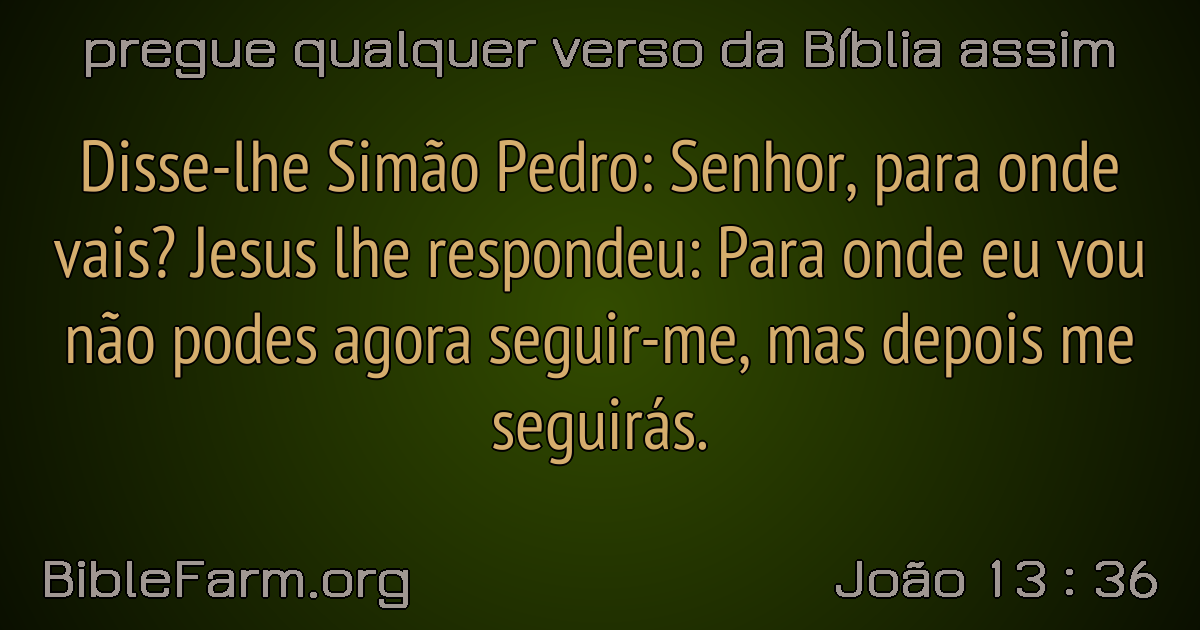 pregue qualquer verso da Bíblia assim
Disse-lhe Simão Pedro: Senhor, para onde
vais? Jesus lhe respondeu: Para onde eu vou
não podes agora seguir-me, mas depois me
seguirás.
BibleFarm.org
João 13 : 36